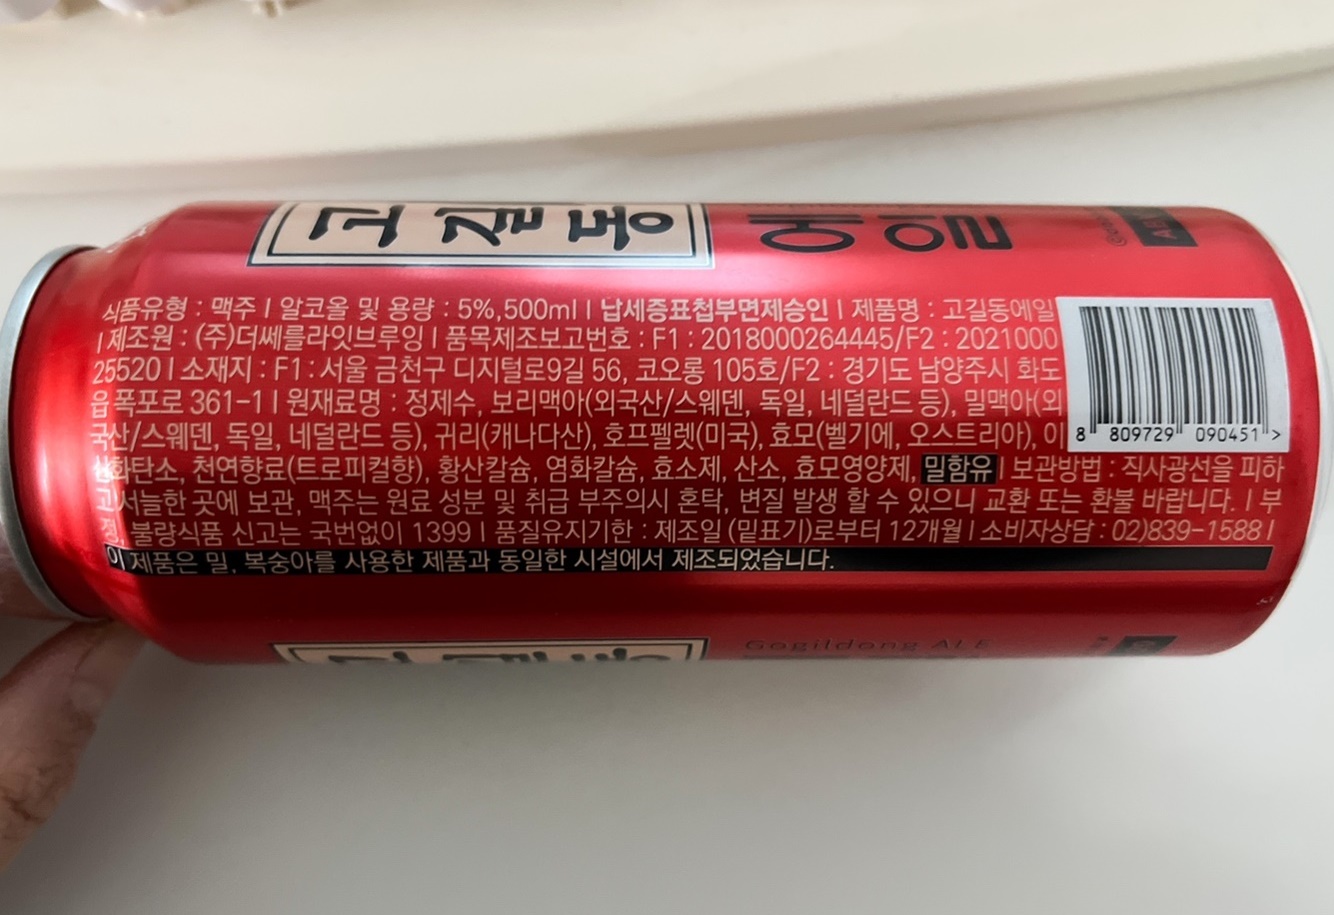 고길동
에일
식품유형 : 맥주 | 알코올 및 용량 : 5%,500ml | 납세증표첩부면제승인 | 제품명 : 고길동에일
| 제조원 : (주)더쎄를라잇브루잉 | 품목제조보고번호 : F1 : 2018000264445/F2 : 2021000
25520 | 소재지 : F1 : 서울 금천구 디지털로9길 56, 코오롱 105호/F2 : 경기도 남양주시 화도
읍 폭포로 361-1 | 원재료명 : 정제수, 보리맥아(외국산/스웨덴, 독일, 네덜란드 등), 밀맥아(외
국산/스웨덴, 독일, 네덜란드 등), 귀리(캐나다산), 호프펠렛(미국), 효모(벨기에, 오스트리아), 이
산화탄소, 천연향료(트로피컬향), 황산칼슘, 염화칼슘, 효소제, 산소, 효모영양제, 밀함유 | 보관방법 : 직사광선을 피하
고 서늘한 곳에 보관, 맥주는 원료 성분 및 취급 부주의시 혼탁, 변질 발생 할 수 있으니 교환 또는 환불 바랍니다. | 부
정, 불량식품 신고는 국번없이 1399 | 품질유지기한 : 제조일 (밑표기)로부터 12개월 | 소비자상담 : 02)839-1588 |
이 제품은 밀, 복숭아를 사용한 제품과 동일한 시설에서 제조되었습니다.
8 809729 090451 >
Gogildong ALE